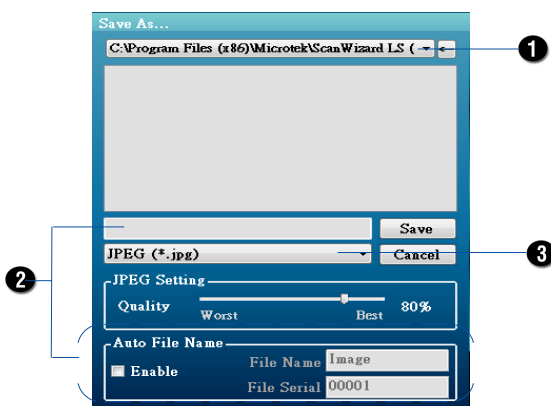 Save As...
C:\Program Files (x86)\Microtek\ScanWizard LS (
1
Save
JPEG (*.jpg)
Cancel
3
2
JPEG Setting
Quality
Worst
Best
80%
Auto File Name
Enable
File Name
Image
File Serial
00001